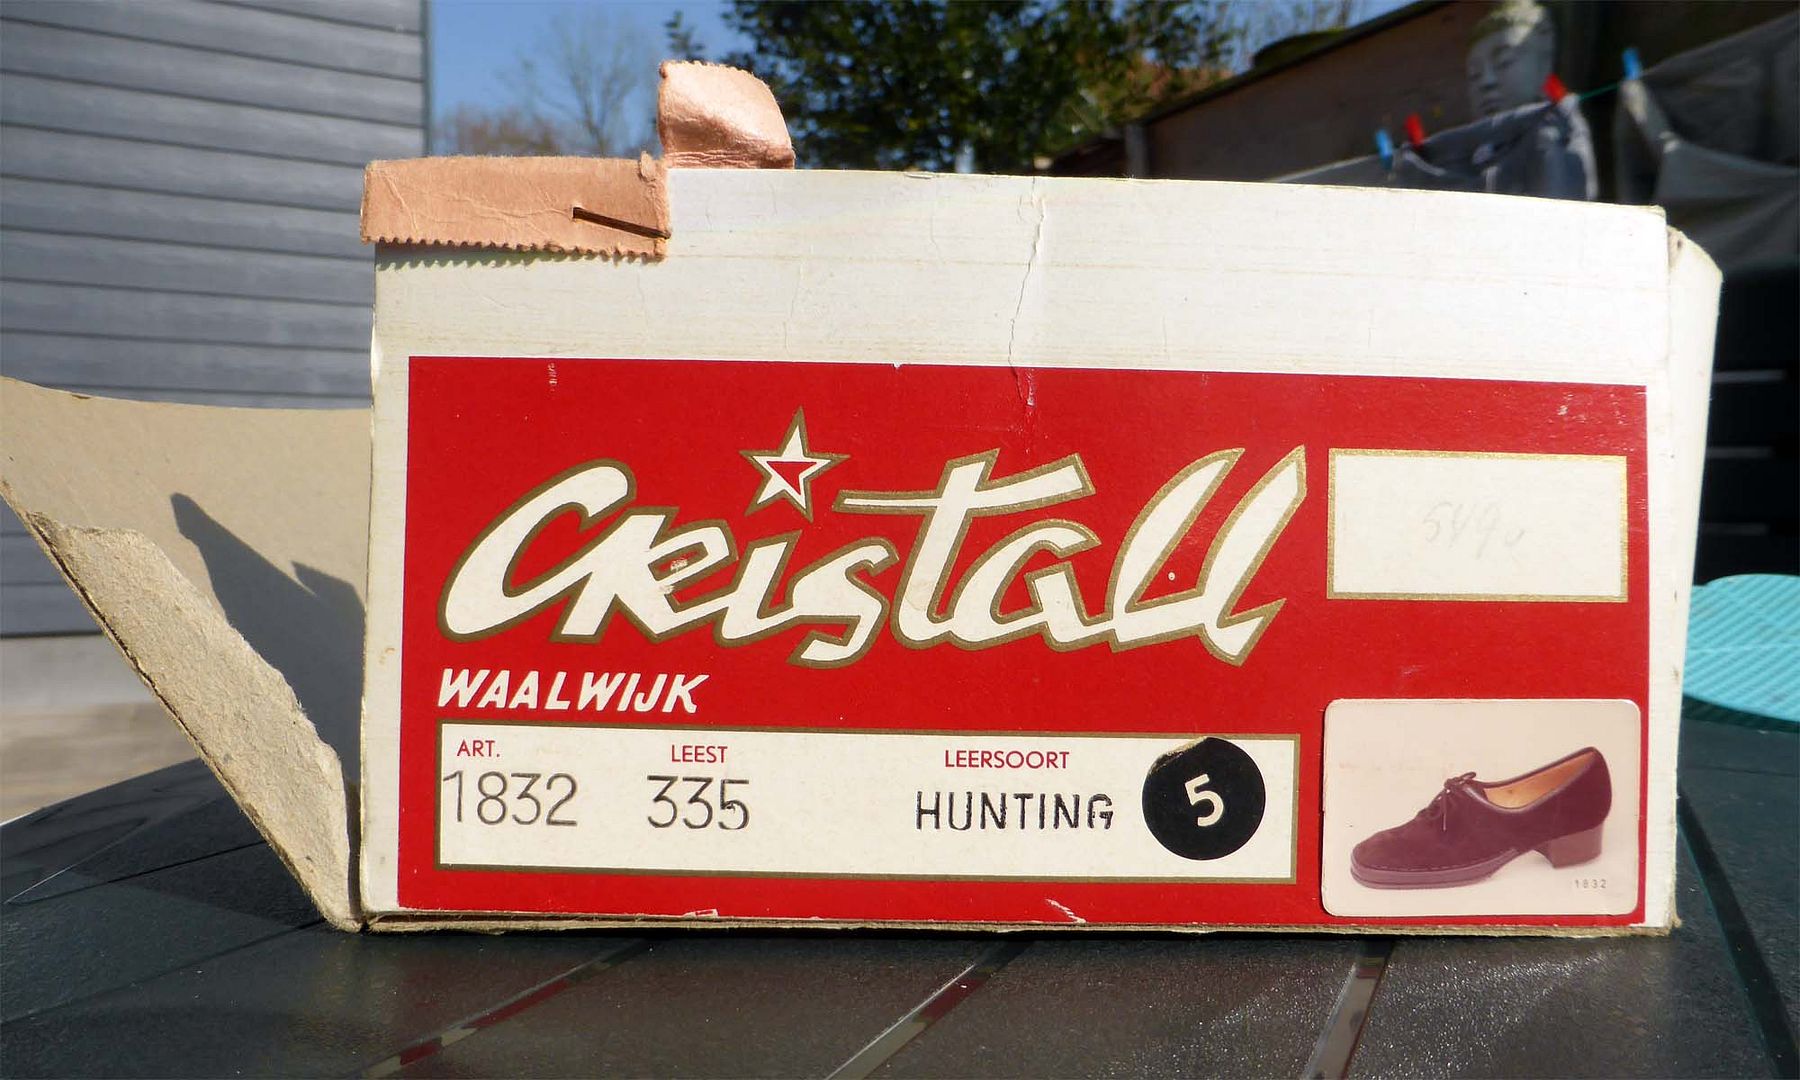 Cristall
WAALWIJK
ART. LEEST LEERSOORT
1832 335 HUNTING 5
1832